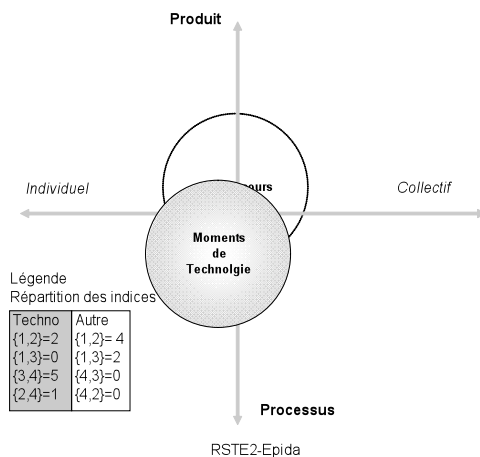 Produit
Individuel
Collectif
Moments
de
Technolgie
Légende
Répartition des indices
Techno Autre
{1,2}=2 {1,2}= 4
{1,3}=0 {1,3}=2
{3,4}=5 {4,3}=0
{2,4}=1 {4,2}=0
Processus
RSTE2-Epida